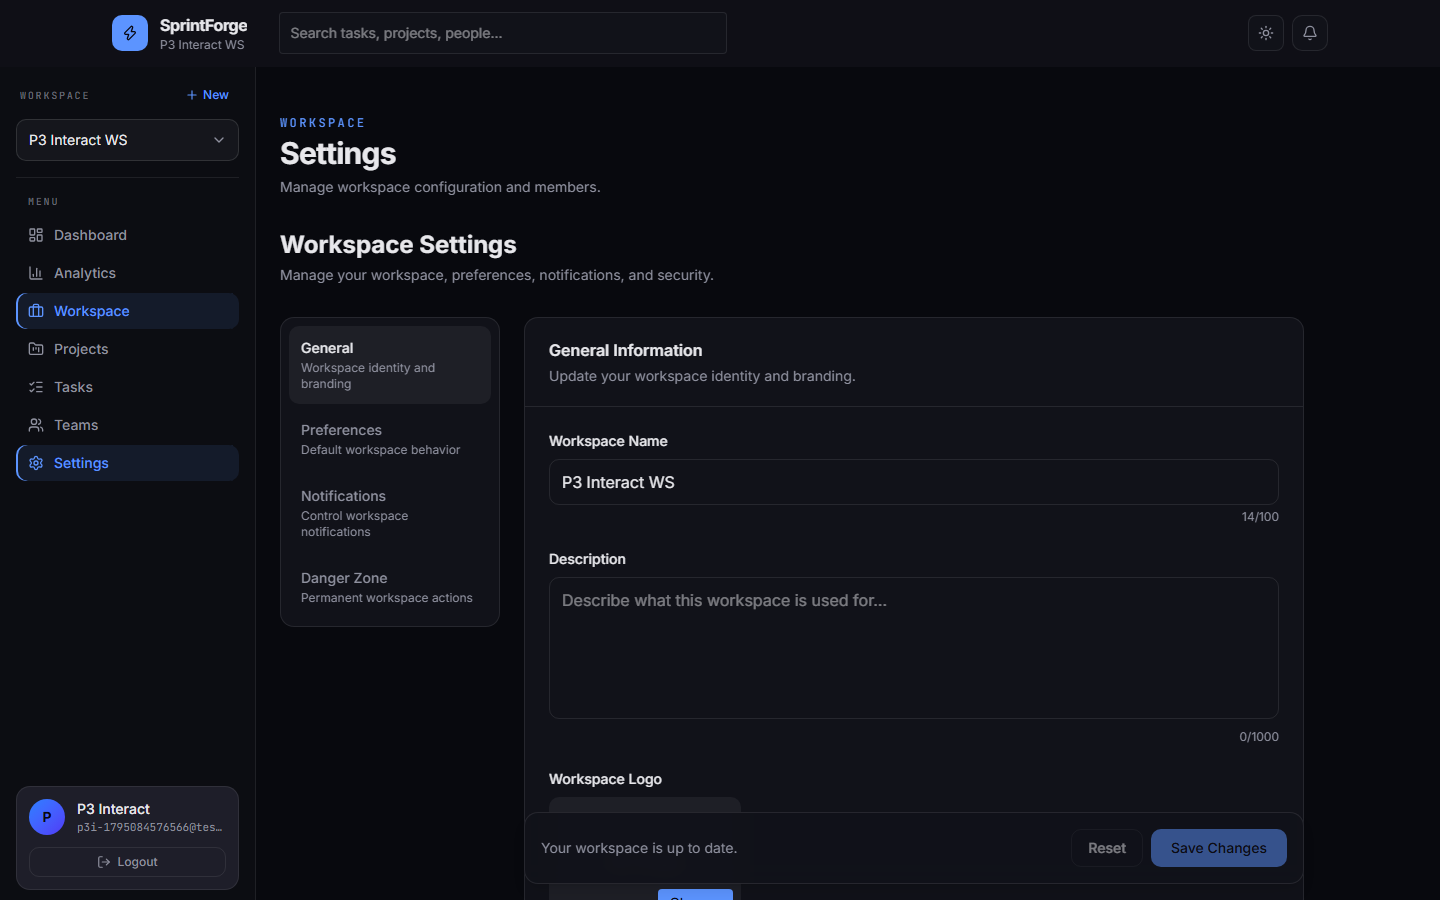 SprintForge
P3 Interact WS
Search tasks, projects, people...
WORKSPACE
New
P3 Interact WS
MENU
Dashboard
Analytics
Workspace
Projects
Tasks
Teams
Settings
P
P3 Interact
p3i-1795084576566@tes…
Logout
WORKSPACE
Settings
Manage workspace configuration and members.
Workspace Settings
Manage your workspace, preferences, notifications, and security.
General
Workspace identity and
branding
Preferences
Default workspace behavior
Notifications
Control workspace
notifications
Danger Zone
Permanent workspace actions
General Information
Update your workspace identity and branding.
Workspace Name
P3 Interact WS
14/100
Description
Describe what this workspace is used for...
0/1000
Workspace Logo
Your workspace is up to date.
Reset
Save Changes